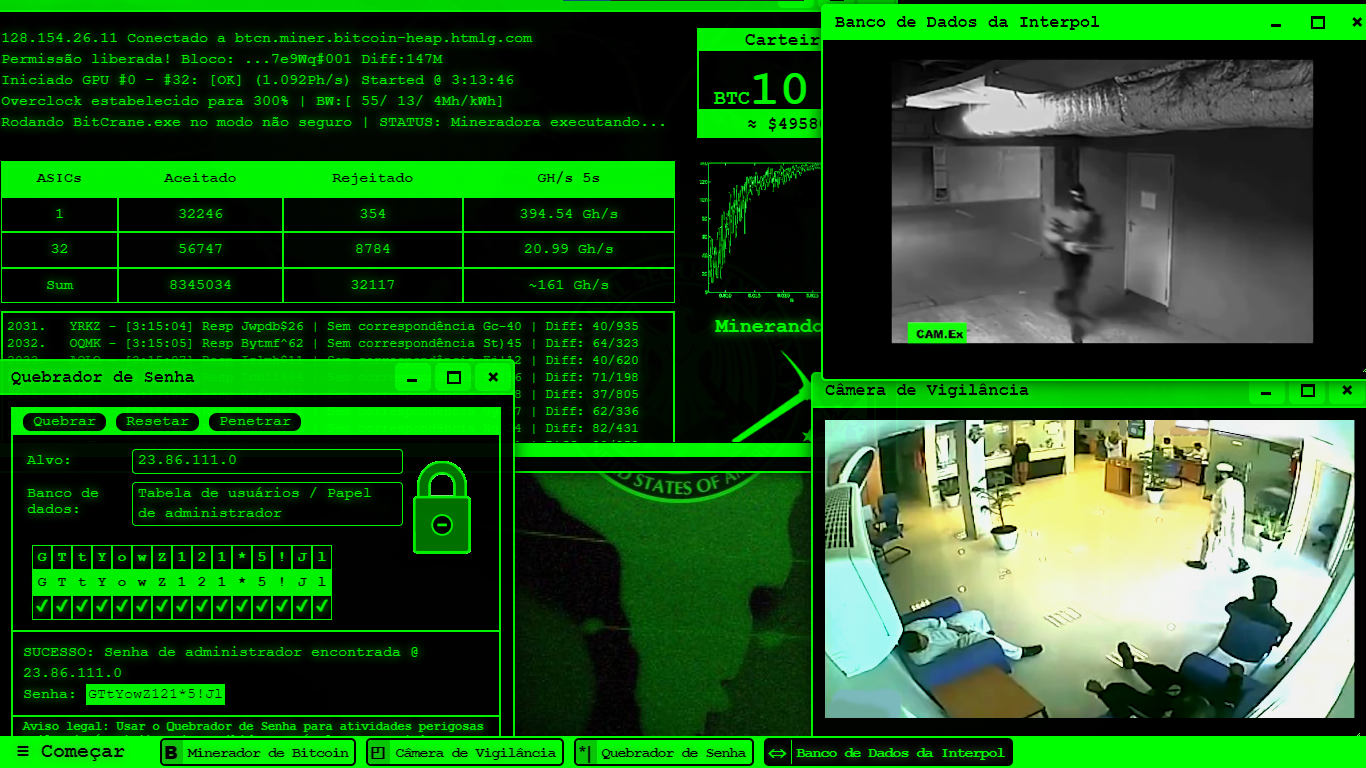 128.154.26.11 Conectado a btcn.miner.bitcoin-heap.htmlg.com
Permissão liberada! Bloco: ...7e9Wq#001 Diff:147M
Iniciado GPU #0 - #32: [OK] (1.092Ph/s) Started @ 3:13:46
Overclock estabelecido para 300% | BW:[ 55/ 13/ 4Mh/kWh]
Rodando BitCrane.exe no modo não seguro | STATUS: Mineradora executando...
Carteir
BTC10
≈ $4958
ASICs Aceitado Rejeitado GH/s 5s
1 32246 354 394.54 Gh/s
32 56747 8784 20.99 Gh/s
Sum 8345034 32117 ~161 Gh/s
2031. YRKZ - [3:15:04] Resp Jwpdb$26 | Sem correspondência Gc-40 | Diff: 40/935
2032. OQMK - [3:15:05] Resp Bytmf^62 | Sem correspondência St)45 | Diff: 64/323
| Diff: 40/620
| Diff: 71/198
| Diff: 37/805
| Diff: 62/336
| Diff: 82/431
Minerando
Banco de Dados da Interpol
CAM.Ex
Quebrador de Senha
Quebrar Resetar Penetrar
Alvo: 23.86.111.0
Banco de dados: Tabela de usuários / Papel
de administrador
G T t Y o w Z 1 2 1 * 5 ! J l
G T t Y o w Z 1 2 1 * 5 ! J l
SUCESSO: Senha de administrador encontrada @
23.86.111.0
Senha: GTtYowZ121*5!Jl
Aviso legal: Usar o Quebrador de Senha para atividades perigosas
D STATES OF AM
Câmera de Vigilância
≡ Começar Minerador de Bitcoin Câmera de Vigilância Quebrador de Senha Banco de Dados da Interpol